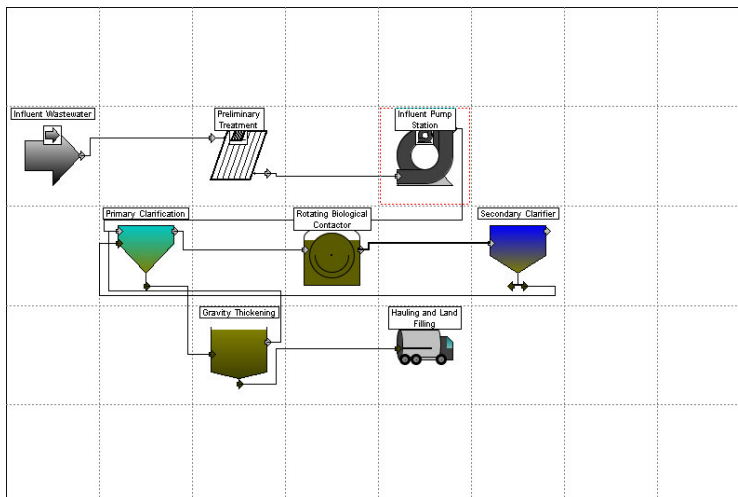 Influent Wastewater
Preliminary
Treatment
Influent Pump
Station
Primary Clarification
Rotating Biological
Contactor
Secondary Clarifier
Gravity Thickening
Hauling and Land
Filling